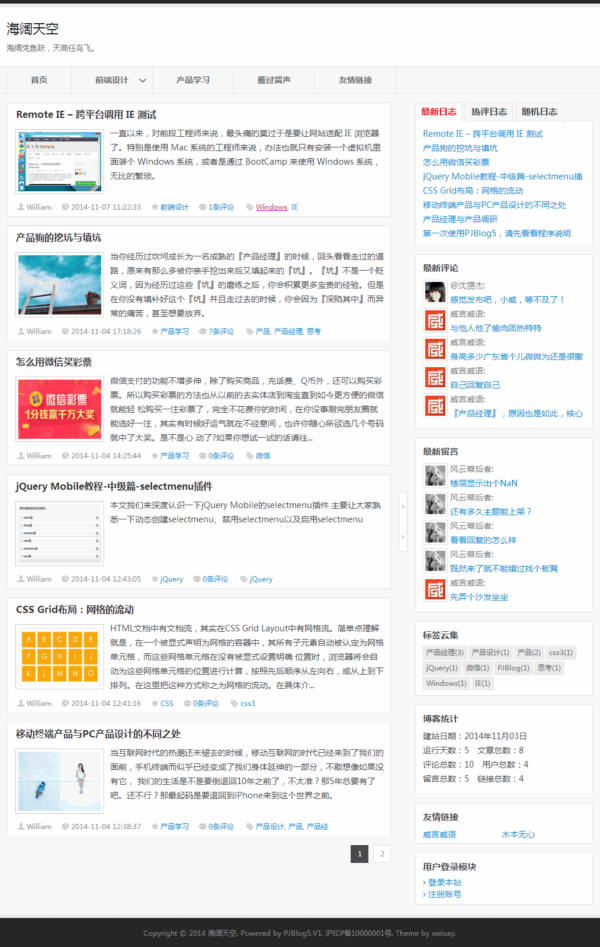 海阔天空
海阔凭鱼跃，天高任鸟飞。
首页 前端设计 产品学习 雁过留声 友情链接
Remote IE – 跨平台调用 IE 测试
一直以来，对前段工程师来说，最头痛的莫过于是要让网站适配 IE 浏览器
了。特别是使用 Mac 系统的工程师来说，办法也就只有安装一个虚拟机里
面装个 Windows 系统，或者是通过 BootCamp 来使用 Windows 系统，
无比的繁琐。
William 2014-11-07 11:22:33 前端设计 1条评论 Windows, IE
产品狗的挖坑与填坑
当你经历过坎坷成长为一名成熟的『产品经理』的时候，回头看看走过的道
路，原来有那么多被你亲手挖出来后又填起来的『坑』。『坑』不是一个贬
义词，因为经历过这些『坑』的磨练之后，你会积累更多宝贵的经验。但是
在你没有填补好这个『坑』并且走过去的时候，你会因为『深陷其中』而异
常的痛苦，甚至想要放弃。
William 2014-11-04 17:18:26 产品学习 7条评论 产品, 产品经理, 思考
怎么用微信买彩票
微信彩票
1分钱赢千万大奖
微信支付的功能不增多伸，除了购买商品，充话费、Q币外，还可以购买彩
票。所以购买彩票的方法也从以前的去实体店到淘宝直到如今更方便的微信
就能轻 松购买一注彩票了，完全不花费你的时间，在你没事刷完朋友圈就
能选好一注，其实有时候好运气就在不经意间，也许你随心所欲选几个号码
就中了大奖。是不是心 动了?如果你想试一试的话请往...
William 2014-11-04 14:25:44 产品学习 0条评论 微信
jQuery Mobile教程-中级篇-selectmenu插件
本文我们来深度认识一下jQuery Mobile的selectmenu插件 主要让大家熟
悉一下动态创建selectmenu、禁用selectmenu以及启用selectmenu
William 2014-11-04 12:43:05 jQuery 0条评论 jQuery
CSS Grid布局：网格的流动
A B C D E
F G H I J
K L M N O
HTML文档中有文档流，其实在CSS Grid Layout中有网格流。简单点理解
就是，在一个被显式声明为网格的容器中，其所有子元素自动被认定为网格
单元格，而这些网格单元格在没有被显式设置明确 位置时，浏览器将会自
动为这些网格单元格的位置进行计算，按照先后顺序从左向右，或从上到下
排列。在这里把这种方式称之为网格的流动。在具体介...
William 2014-11-04 12:41:16 CSS 0条评论 css3
移动终端产品与PC产品设计的不同之处
当互联网时代的热潮还未褪去的时候，移动互联网的时代已经来到了我们的
面前，手机终端而似乎已经变成了我们身体延伸的一部分，不敢想像如果没
有它， 我们的生活是不是要倒退回10年之前了，不太准？那5年总要有了
吧。还不行？那最起码是要退回到iPhone来到这个世界之前。
William 2014-11-04 12:38:37 产品学习 0条评论 产品设计, 产品, 产品经
1 2
最新日志 热评日志 随机日志
Remote IE – 跨平台调用 IE 测试
产品狗的挖坑与填坑
怎么用微信买彩票
jQuery Mobile教程-中级篇-selectmenu插
CSS Grid布局：网格的流动
移动终端产品与PC产品设计的不同之处
产品经理与产品调研
第一次使用PJBlog5，请先看看程序说明
最新评论
@沈赟杰:
感觉发布吧，小威，等不及了！
威言威语:
与他人他了偷肉团热特特
威言威语:
身高多少广东省个儿微微为还是很撤
威言威语:
自己回复自己
威言威语:
『产品经理』，原因也是如此，核心
最新留言
风云幕后者:
楼层显示出个NaN
风云幕后者:
还有多久主题能上架？
风云幕后者:
看看回复的怎么样
风云幕后者:
既然来了就不能错过找个板凳
威言威语:
先弄个沙发坐坐
标签云集
产品经理(3) 产品设计(1) 产品(2) css3(1)
jQuery(1) 微信(1) PJBlog(1) 思考(1)
Windows(1) IE(1)
博客统计
建站日期：2014年11月03日
运行天数：5 文章总数：8
评论总数：10 用户总数：4
留言总数：5 链接总数：4
友情链接
威言威语 木本无心
用户登录模块
› 登录本站
› 注册账号
Copyright © 2014 海阔天空. Powered by PJBlog5.V1. 沪ICP备10000001号. Theme by weisay.